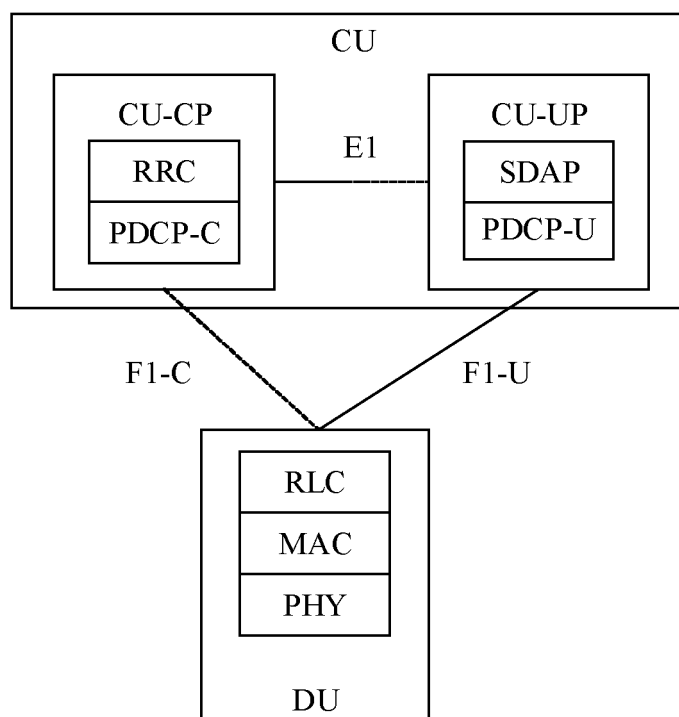 CU
CU-CP
CU-UP
E1
RRC
SDAP
PDCP-C
PDCP-U
F1-C
F1-U
RLC
MAC
PHY
DU